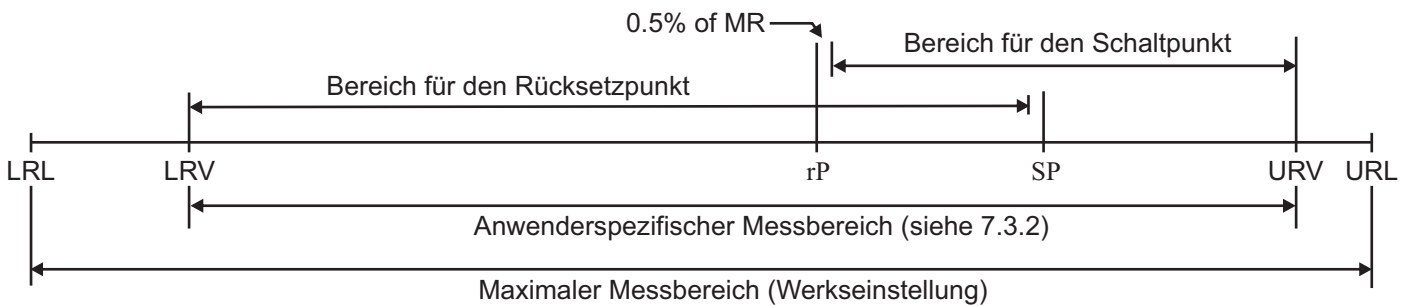 0.5% of MR
Bereich für den Schaltpunkt
Bereich für den Rücksetzpunkt
LRL LRV rP SP URV URL
Anwenderspezifischer Messbereich (siehe 7.3.2)
Maximaler Messbereich (Werkseinstellung)